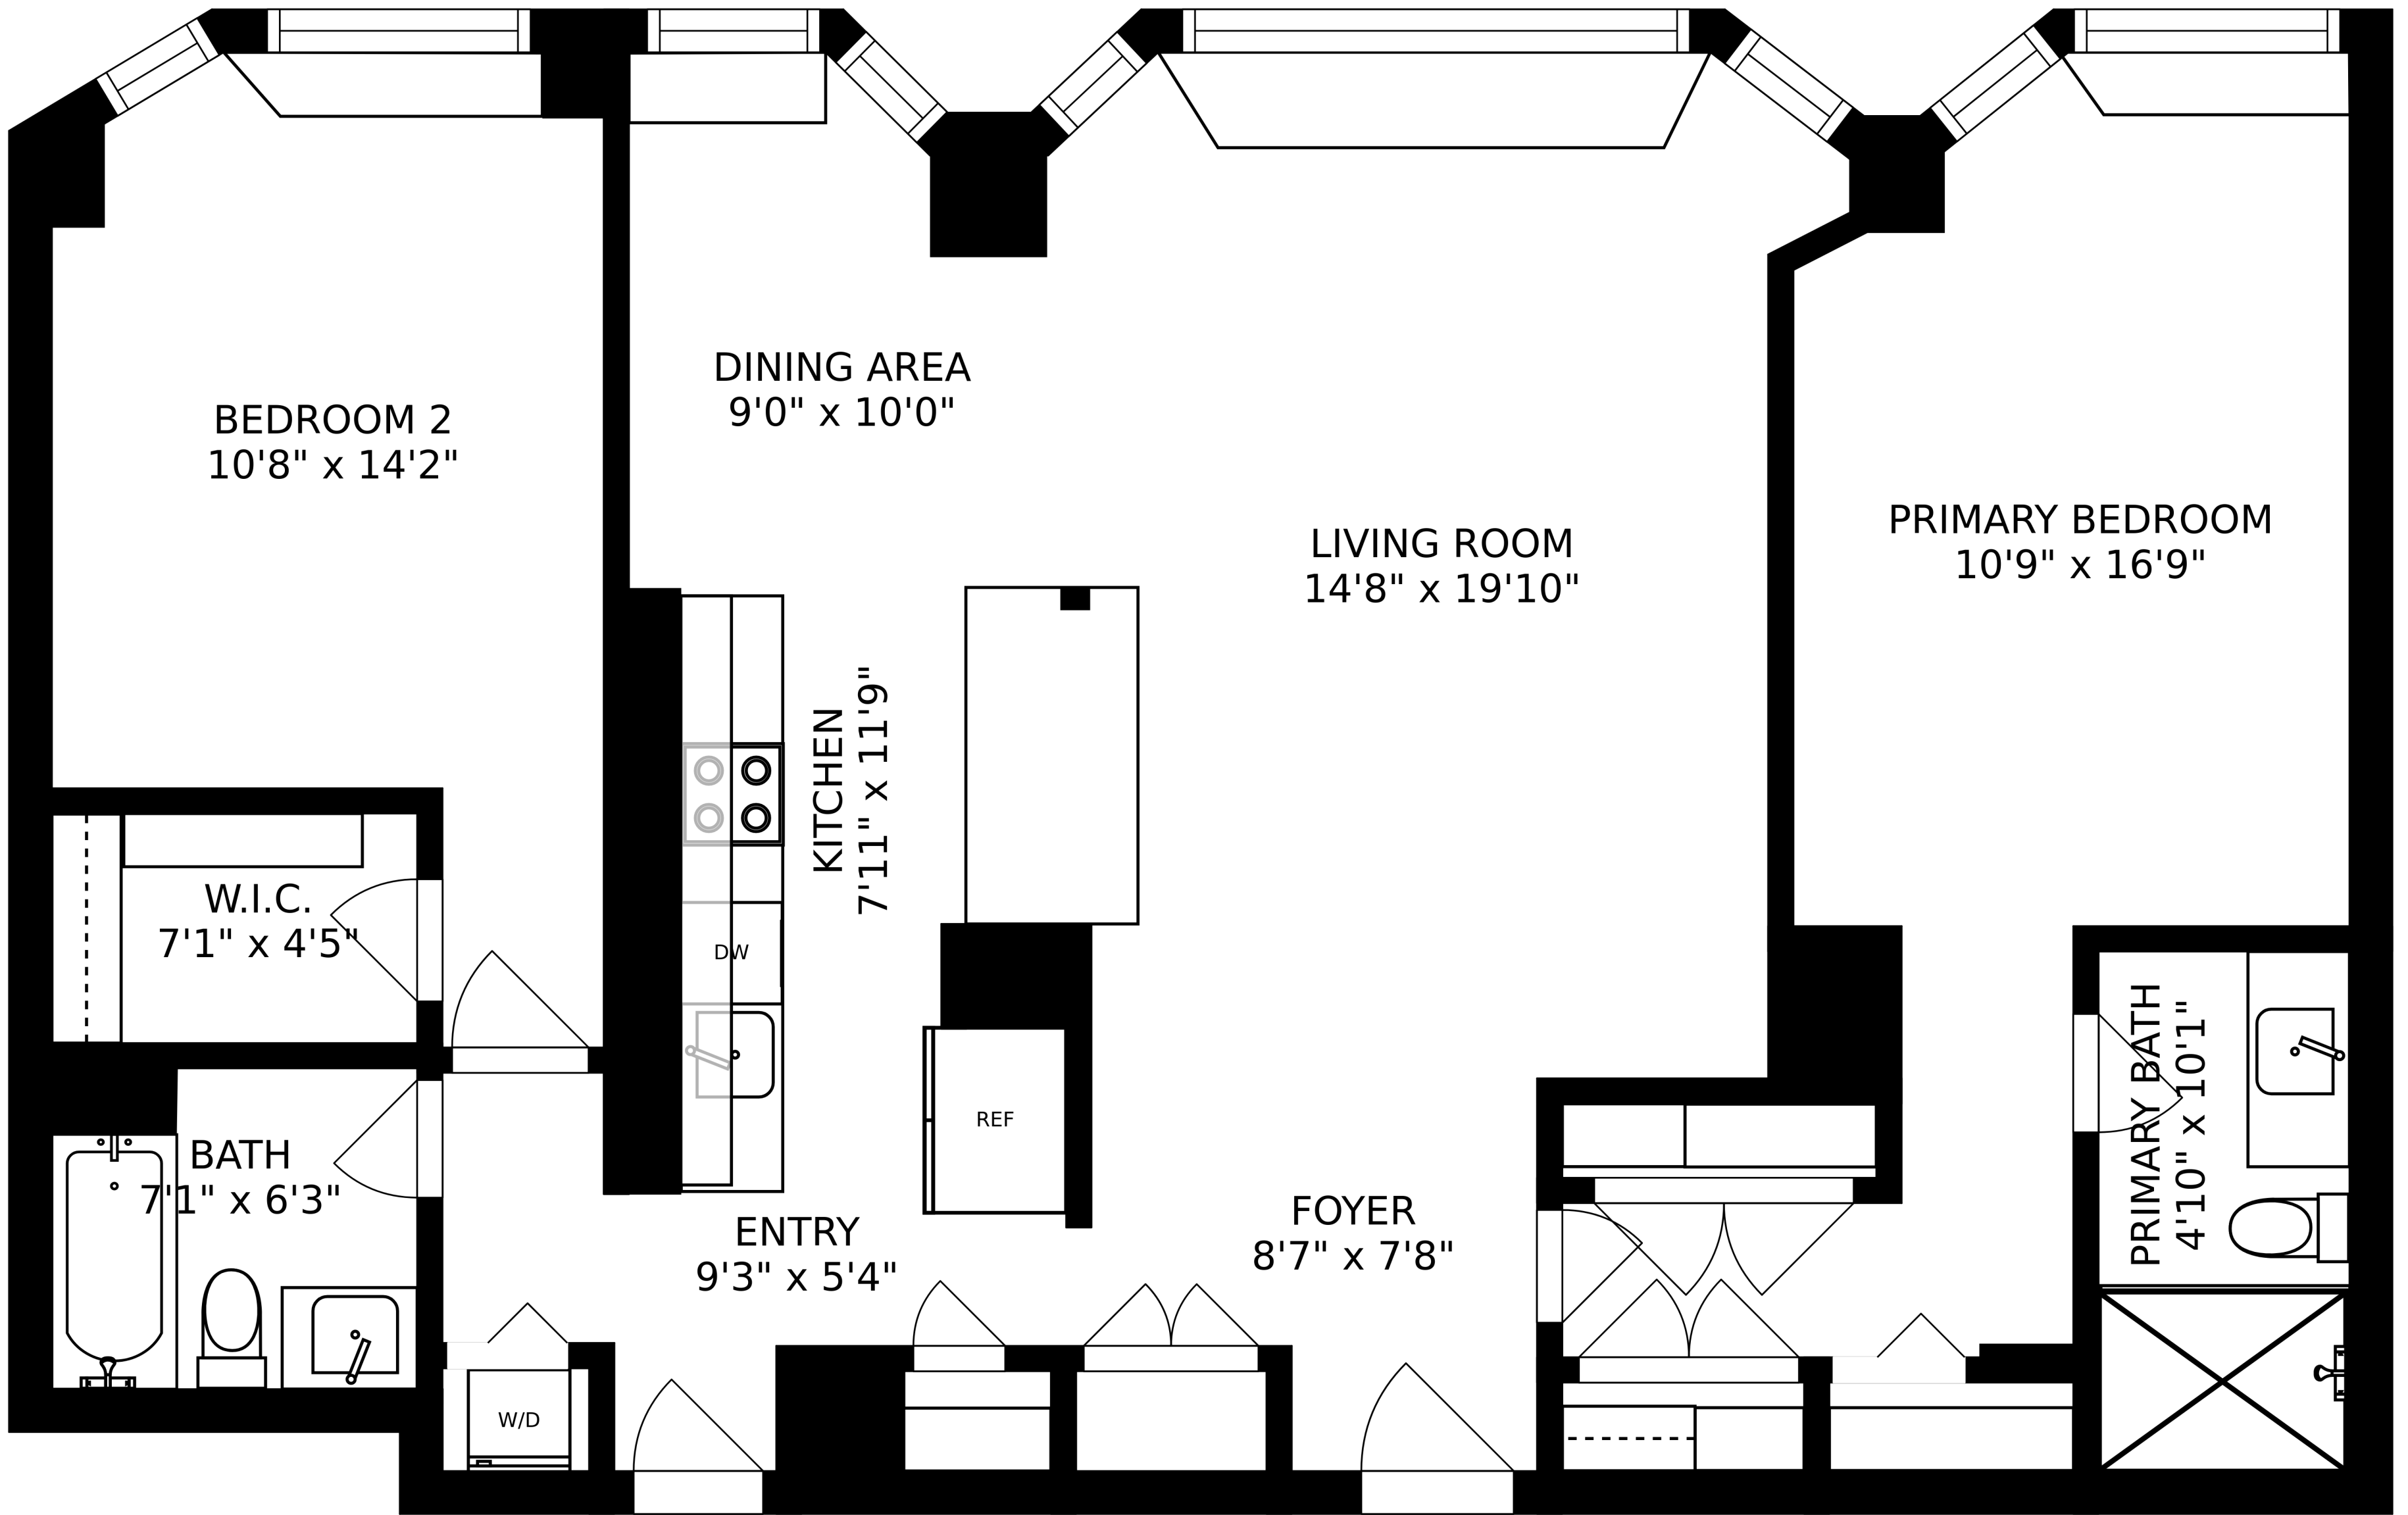 DINING AREA
9'0" x 10'0"
BEDROOM 2
10'8" x 14'2"
PRIMARY BEDROOM
10'9" x 16'9"
LIVING ROOM
14'8" x 19'10"
KITCHEN
7'11" x 11'9"
W.I.C.
7'1" x 4'5"
DW
PRIMARY BATH
4'10" x 10'1"
REF
BATH
7'1" x 6'3"
FOYER
8'7" x 7'8"
ENTRY
9'3" x 5'4"
W/D